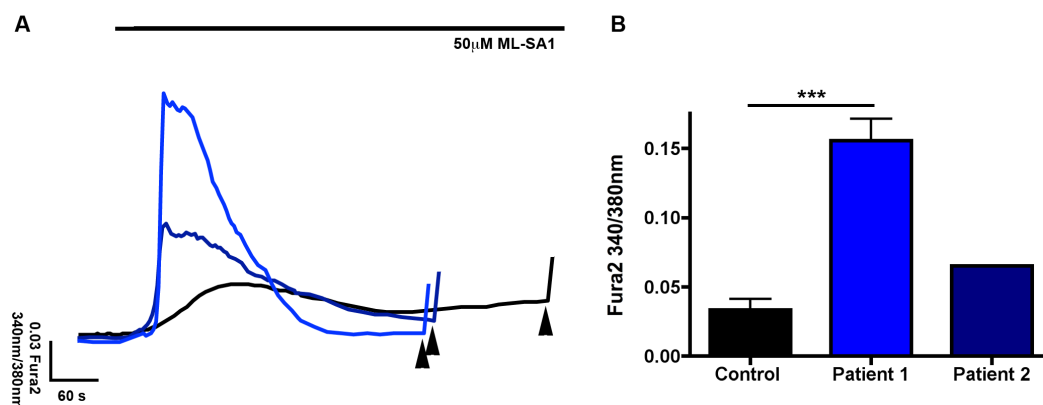 A
50μM ML-SA1
0.03 Fura2
340nm/380nm
60 s
B
***
Fura2 340/380nm
0.15
0.10
0.05
0.00
Control
Patient 1
Patient 2